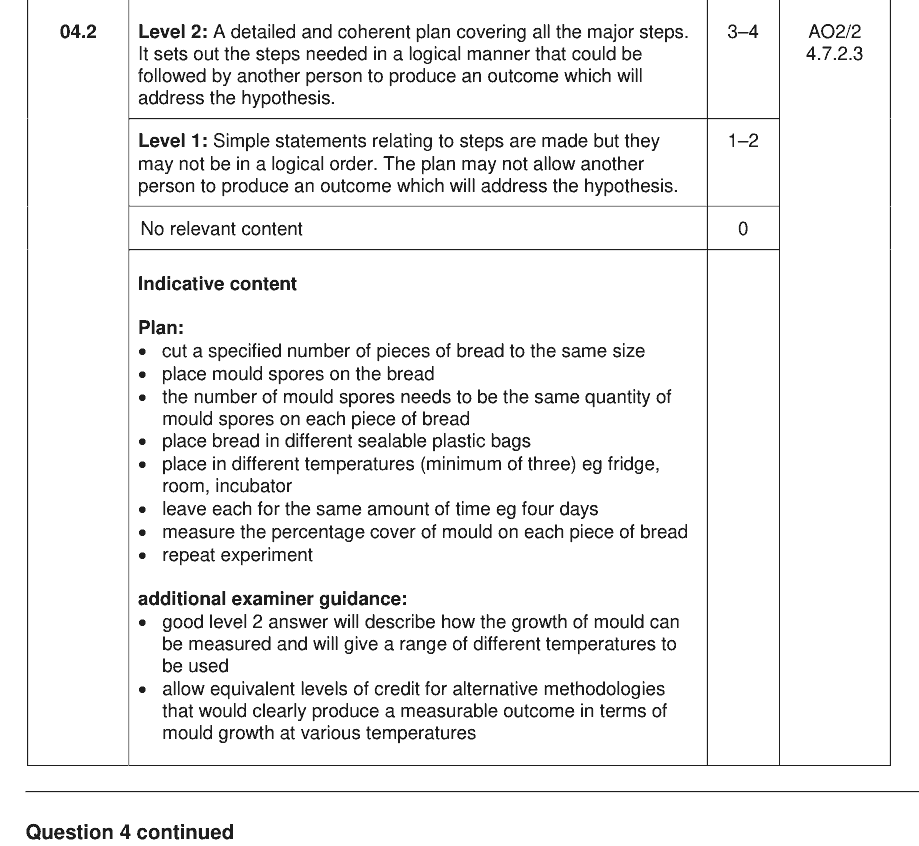 04.2
Level 2: A detailed and coherent plan covering all the major steps.
It sets out the steps needed in a logical manner that could be
followed by another person to produce an outcome which will
address the hypothesis.
3–4
AO2/2
4.7.2.3
Level 1: Simple statements relating to steps are made but they
may not be in a logical order. The plan may not allow another
person to produce an outcome which will address the hypothesis.
1–2
No relevant content
0
Indicative content
Plan:
• cut a specified number of pieces of bread to the same size
• place mould spores on the bread
• the number of mould spores needs to be the same quantity of
mould spores on each piece of bread
• place bread in different sealable plastic bags
• place in different temperatures (minimum of three) eg fridge,
room, incubator
• leave each for the same amount of time eg four days
• measure the percentage cover of mould on each piece of bread
• repeat experiment
additional examiner guidance:
• good level 2 answer will describe how the growth of mould can
be measured and will give a range of different temperatures to
be used
• allow equivalent levels of credit for alternative methodologies
that would clearly produce a measurable outcome in terms of
mould growth at various temperatures
Question 4 continued